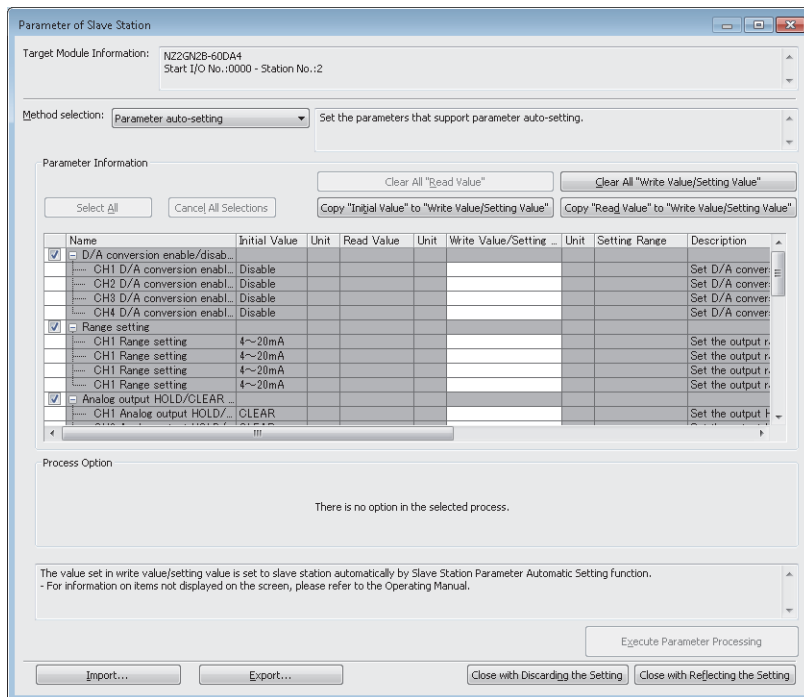 Parameter of Slave Station
Target Module Information:
NZ2GN2B-60DA4
Start I/O No.:0000 - Station No.:2
Method selection:
Parameter auto-setting
Set the parameters that support parameter auto-setting.
Parameter Information
Clear All "Read Value"
Clear All "Write Value/Setting Value"
Select All
Cancel All Selections
Copy "Initial Value" to "Write Value/Setting Value"
Copy "Read Value" to "Write Value/Setting Value"
Name Initial Value Unit Read Value Unit Write Value/Setting ... Unit Setting Range Description
D/A conversion enable/disab...
CH1 D/A conversion enabl... Disable Set D/A conver
CH2 D/A conversion enabl... Disable Set D/A conver
CH3 D/A conversion enabl... Disable Set D/A conver
CH4 D/A conversion enabl... Disable Set D/A conver
Range setting
CH1 Range setting 4～20mA Set the output r
CH1 Range setting 4～20mA Set the output r
CH1 Range setting 4～20mA Set the output r
CH1 Range setting 4～20mA Set the output r
Analog output HOLD/CLEAR ...
CH1 Analog output HOLD/... CLEAR Set the output H
Process Option
There is no option in the selected process.
The value set in write value/setting value is set to slave station automatically by Slave Station Parameter Automatic Setting function.
- For information on items not displayed on the screen, please refer to the Operating Manual.
Execute Parameter Processing
Import...
Export...
Close with Discarding the Setting
Close with Reflecting the Setting